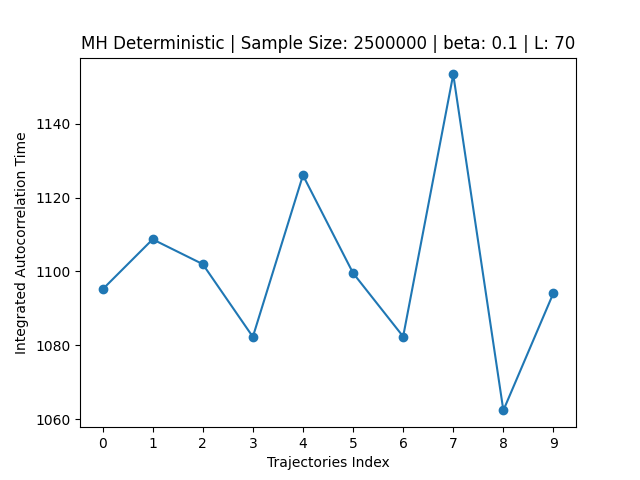 MH Deterministic | Sample Size: 2500000 | beta: 0.1 | L: 70
Integrated Autocorrelation Time
1140
1120
1100
1080
1060
0 1 2 3 4 5 6 7 8 9
Trajectories Index